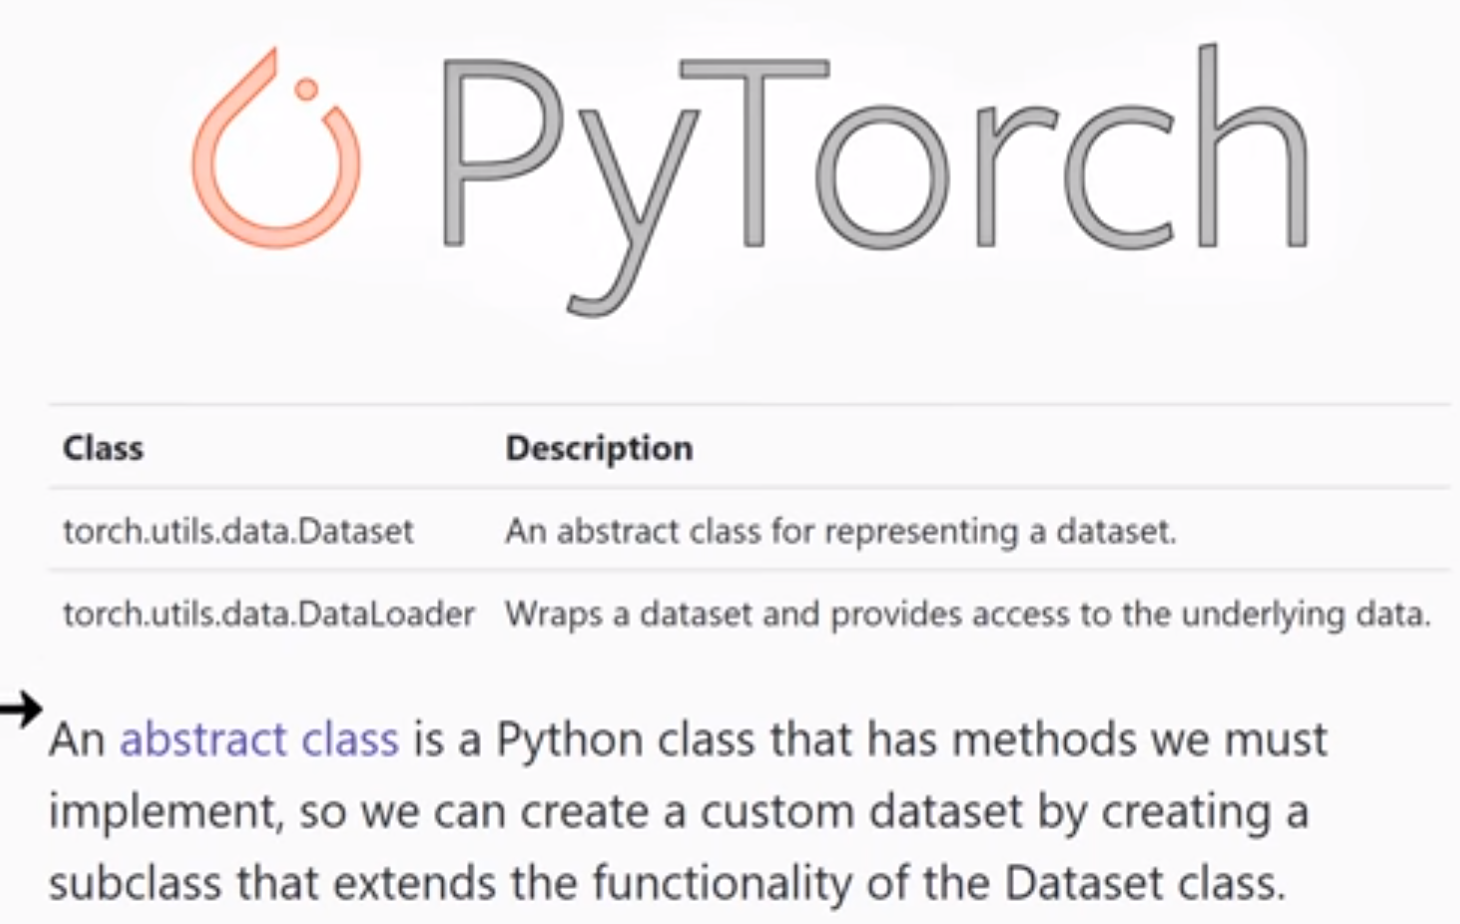 PyTorch
Class Description
torch.utils.data.Dataset An abstract class for representing a dataset.
torch.utils.data.DataLoader Wraps a dataset and provides access to the underlying data.
An abstract class is a Python class that has methods we must
implement, so we can create a custom dataset by creating a
subclass that extends the functionality of the Dataset class.